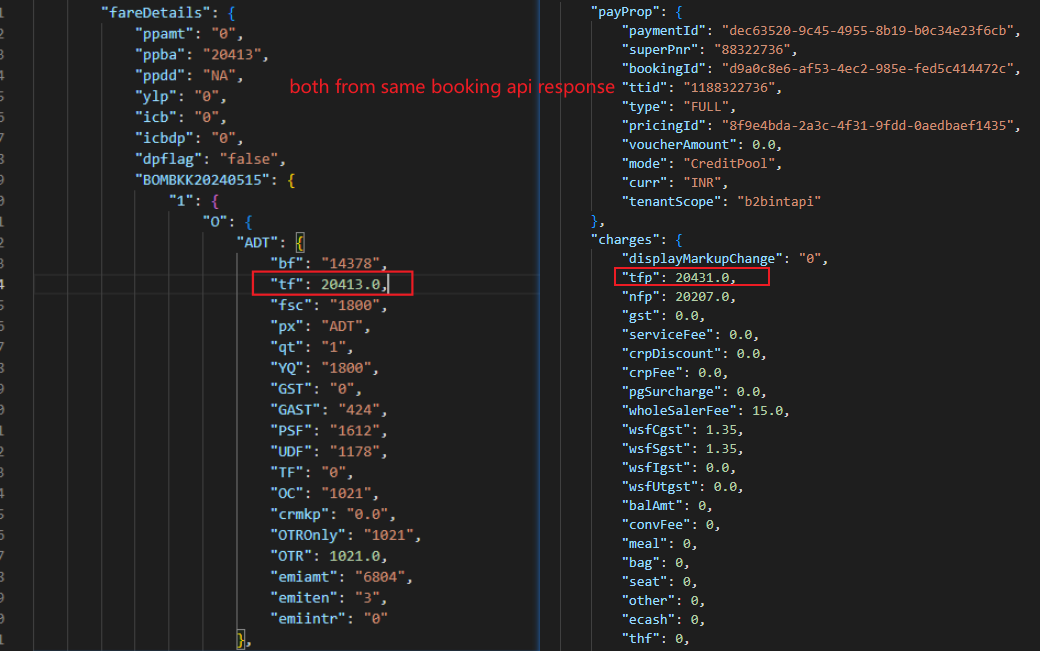 "fareDetails": {
"ppamt": "0",
"ppba": "20413",
"ppdd": "NA",
"ylp": "0",
"icb": "0",
"icbdp": "0",
"dpflag": "false",
"BOMBKK20240515": {
"1": {
"O": {
"ADT": {
"bf": "14378",
"tf": 20413.0,
"fsc": "1800",
"px": "ADT",
"qt": "1",
"YQ": "1800",
"GST": "0",
"GAST": "424",
"PSF": "1612",
"UDF": "1178",
"TF": "0",
"OC": "1021",
"crmkp": "0.0",
"OTROnly": "1021",
"OTR": 1021.0,
"emiamt": "6804",
"emiten": "3",
"emiintr": "0"
},
both from same booking api response
"payProp": {
"paymentId": "dec63520-9c45-4955-8b19-b0c34e23f6cb",
"superPnr": "88322736",
"bookingId": "d9a0c8e6-af53-4ec2-985e-fed5c414472c",
"ttid": "1188322736",
"type": "FULL",
"pricingId": "8f9e4bda-2a3c-4f31-9fdd-0aedbaef1435",
"voucherAmount": 0.0,
"mode": "CreditPool",
"curr": "INR",
"tenantScope": "b2bintapi"
},
"charges": {
"displayMarkupChange": "0",
"tfp": 20431.0,
"nfp": 20207.0,
"gst": 0.0,
"serviceFee": 0.0,
"crpDiscount": 0.0,
"crpFee": 0.0,
"pgSurcharge": 0.0,
"wholeSalerFee": 15.0,
"wsfCgst": 1.35,
"wsfSgst": 1.35,
"wsfIgst": 0.0,
"wsfUtgst": 0.0,
"balAmt": 0,
"convFee": 0,
"meal": 0,
"bag": 0,
"seat": 0,
"other": 0,
"ecash": 0,
"thf": 0,